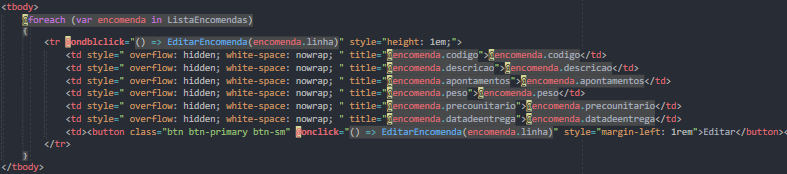 <tbody>
@foreach (var encomenda in ListaEncomendas)
{
<tr @ondblclick="() => EditarEncomenda(encomenda.linha)" style="height: 1em;">
<td style=" overflow: hidden; white-space: nowrap; " title="@encomenda.codigo">@encomenda.codigo</td>
<td style=" overflow: hidden; white-space: nowrap; " title="@encomenda.descricao">@encomenda.descricao</td>
<td style=" overflow: hidden; white-space: nowrap; " title="@encomenda.apontamentos">@encomenda.apontamentos</td>
<td style=" overflow: hidden; white-space: nowrap; " title="@encomenda.peso">@encomenda.peso</td>
<td style=" overflow: hidden; white-space: nowrap; " title="@encomenda.precounitario">@encomenda.precounitario</td>
<td style=" overflow: hidden; white-space: nowrap; " title="@encomenda.datadeentrega">@encomenda.datadeentrega</td>
<td><button class="btn btn-primary btn-sm" @onclick="() => EditarEncomenda(encomenda.linha)" style="margin-left: 1rem">Editar</button>
</tr>
}
</tbody>